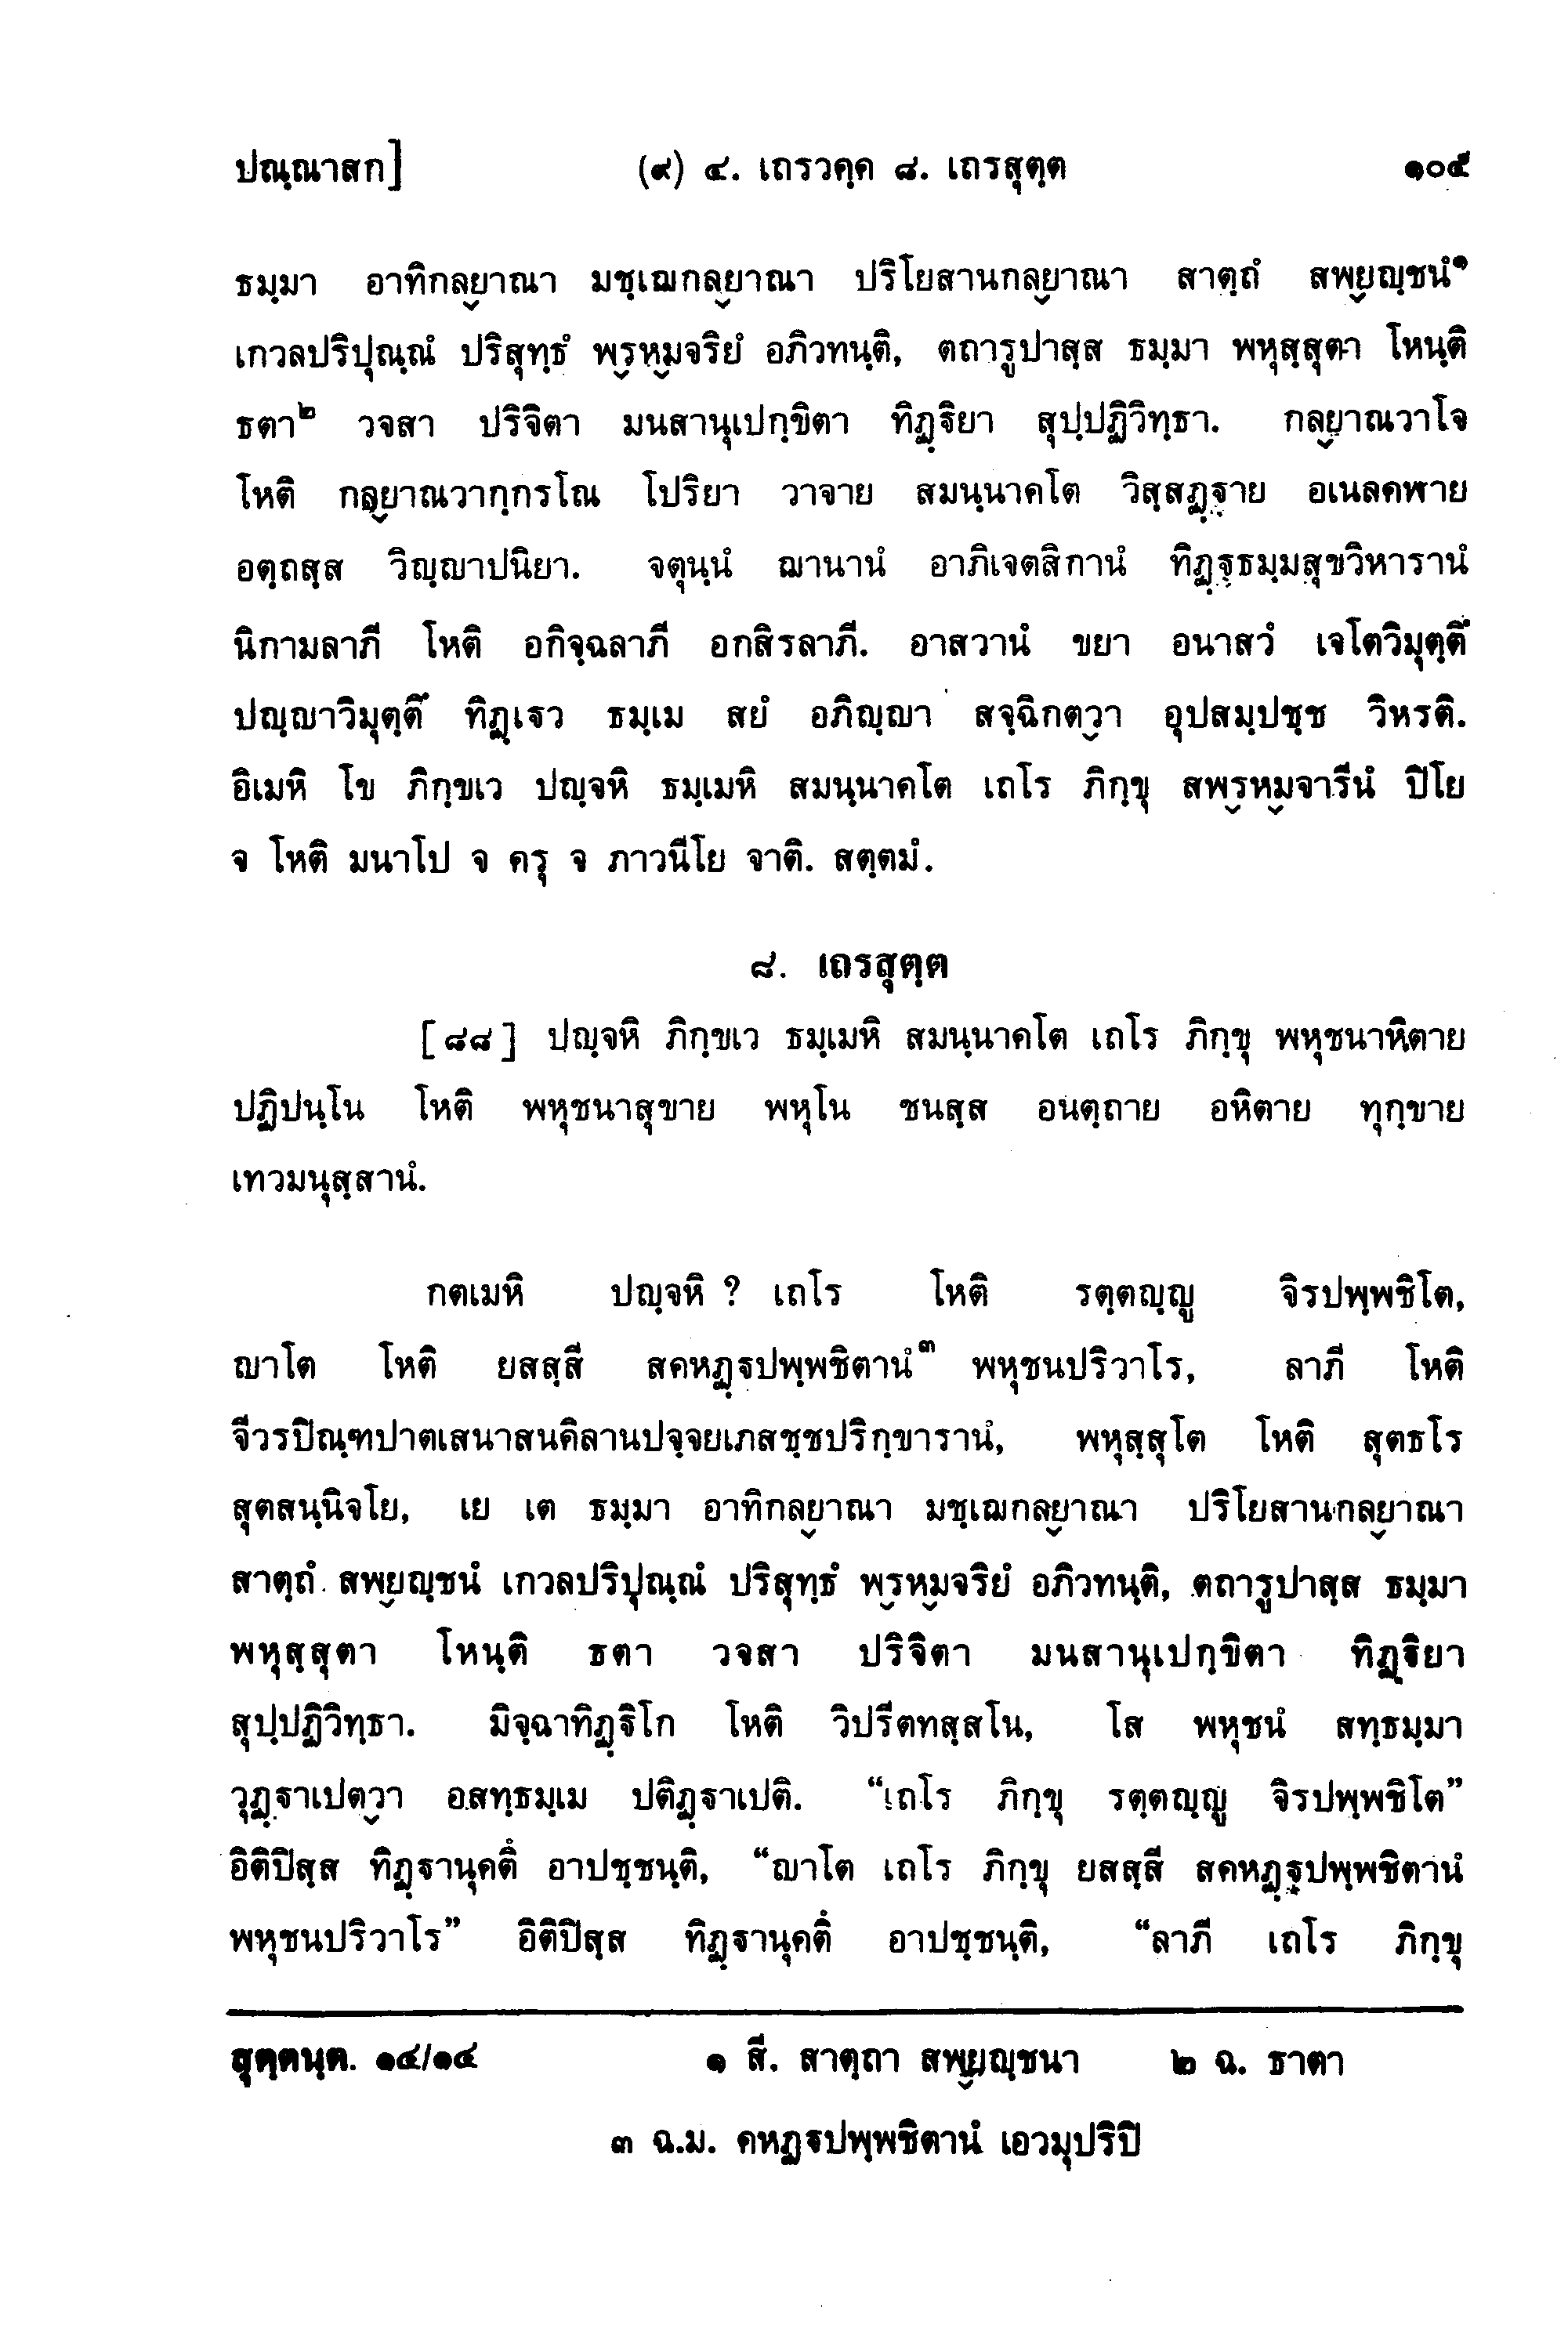 ปณฺณาสก] (๙) ๔. เถรวคฺค ๘. เถรสุตฺต ๑๐๕
ธมฺมา อาทิกลฺยาณา มชฺเฌกลฺยาณา ปริโยสานกลฺยาณา สาตฺถํ สพฺยญฺชนํ๑
เกวลปริปุณฺณํ ปริสุทฺธํ พฺรหฺมจริยํ อภิวทนฺติ, ตถารูปาสฺส ธมฺมา พหุสฺสุตา โหนฺติ
ธตา๒ วจสา ปริจิตา มนสานุเปกฺขิตา ทิฏฺฐิยา สุปฺปฏิวิทฺธา. กลฺยาณวาโจ
โหติ กลฺยาณวากฺกรโณ โปริยา วาจาย สมนฺนาคโต วิสฺสฏฺฐาย อเนลคฬาย
อตฺถสฺส วิญฺญาปนิยา. จตุนฺนํ ฌานานํ อาภิเจตสิกานํ ทิฏฺฐธมฺมสุขวิหารานํ
นิกามลาภี โหติ อกิจฺฉลาภี อกสิรลาภี. อาสวานํ ขยา อนาสวํ เจโตวิมุตฺตึ
ปญฺญาวิมุตฺตึ ทิฏฺเฐว ธมฺเม สยํ อภิญฺญา สจฺฉิกตฺวา อุปสมฺปชฺช วิหรติ.
อิเมหิ โข ภิกฺขเว ปญฺจหิ ธมฺเมหิ สมนฺนาคโต เถโร ภิกฺขุ สพฺรหฺมจารีนํ ปิโย
จ โหติ มนาโป จ ครุ จ ภาวนีโย จาติ. สตฺตมํ.
๘. เถรสุตฺต
[๘๘] ปญฺจหิ ภิกฺขเว ธมฺเมหิ สมนฺนาคโต เถโร ภิกฺขุ พหุชนาหิตาย
ปฏิปนฺโน โหติ พหุชนาสุขาย พหุโน ชนสฺส อนตฺถาย อหิตาย ทุกฺขาย
เทวมนุสฺสานํ.
กตเมหิ ปญฺจหิ ? เถโร โหติ รตฺตญฺญู จิรปพฺพชิโต,
ญาโต โหติ ยสสฺสี สคหฏฺฐปพฺพชิตานํ๓ พหุชนปริวาโร, ลาภี โหติ
จีวรปิณฺฑปาตเสนาสนคิลานปจฺจยเภสชฺชปริกฺขารานํ, พหุสฺสุโต โหติ สุตธโร
สุตสนฺนิจโย, เย เต ธมฺมา อาทิกลฺยาณา มชฺเฌกลฺยาณา ปริโยสานกลฺยาณา
สาตฺถํ สพฺยญฺชนํ เกวลปริปุณฺณํ ปริสุทฺธํ พฺรหฺมจริยํ อภิวทนฺติ, ตถารูปาสฺส ธมฺมา
พหุสฺสุตา โหนฺติ ธตา วจสา ปริจิตา มนสานุเปกฺขิตา ทิฏฺฐิยา
สุปฺปฏิวิทฺธา. มิจฺฉาทิฏฺฐิโก โหติ วิปรีตทสฺสโน, โส พหุชนํ สทฺธมฺมา
วุฏฺฐาเปตฺวา อสทฺธมฺเม ปติฏฺฐาเปติ. “เถโร ภิกฺขุ รตฺตญฺญู จิรปพฺพชิโต”
อิติปิสฺส ทิฏฺฐานุคตึ อาปชฺชนฺติ, “ญาโต เถโร ภิกฺขุ ยสสฺสี สคหฏฺฐปพฺพชิตานํ
พหุชนปริวาโร” อิติปิสฺส ทิฏฺฐานุคตึ อาปชฺชนฺติ, “ลาภี เถโร ภิกฺขุ
สุตฺตนฺต. ๑๔/๑๔ ๑ สี. สาตฺถา สพฺยญฺชนา ๒ ฉ. ธาตา
๓ ฉ.ม. คหฏฺฐปพฺพชิตานํ เอวมุปริปิ